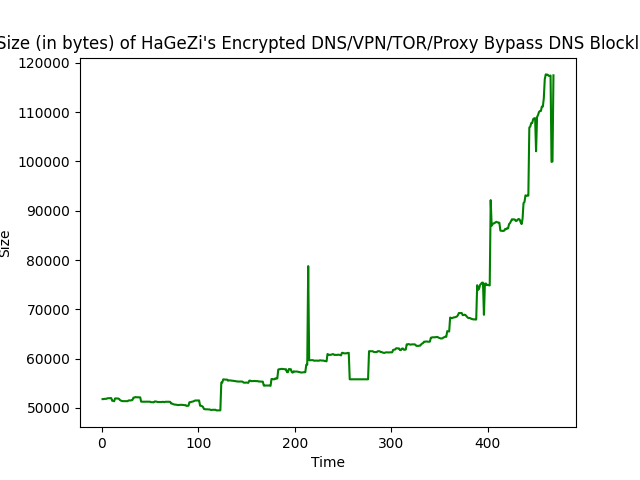 Size (in bytes) of HaGeZi's Encrypted DNS/VPN/TOR/Proxy Bypass DNS Blockl
120000
110000
100000
90000
80000
70000
60000
50000
Size
0 100 200 300 400
Time